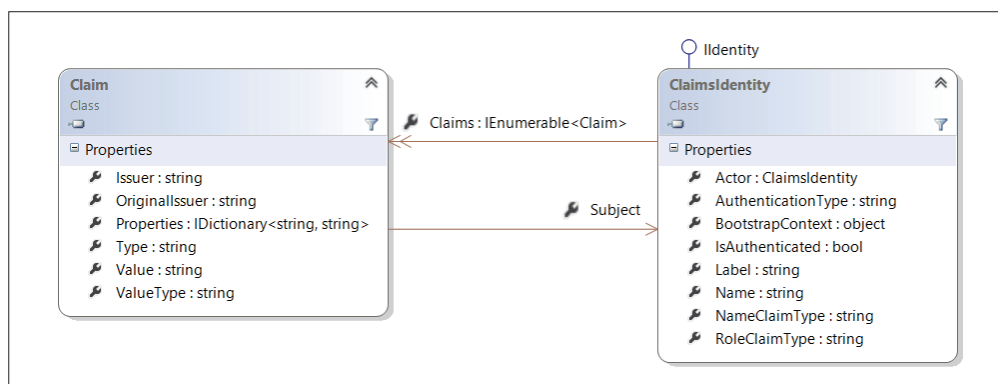 IIdentity
Claim
Class
Properties
Issuer : string
OriginalIssuer : string
Properties : IDictionary<string, string>
Type : string
Value : string
ValueType : string
Claims : IEnumerable<Claim>
Subject
ClaimsIdentity
Class
Properties
Actor : ClaimsIdentity
AuthenticationType : string
BootstrapContext : object
IsAuthenticated : bool
Label : string
Name : string
NameClaimType : string
RoleClaimType : string